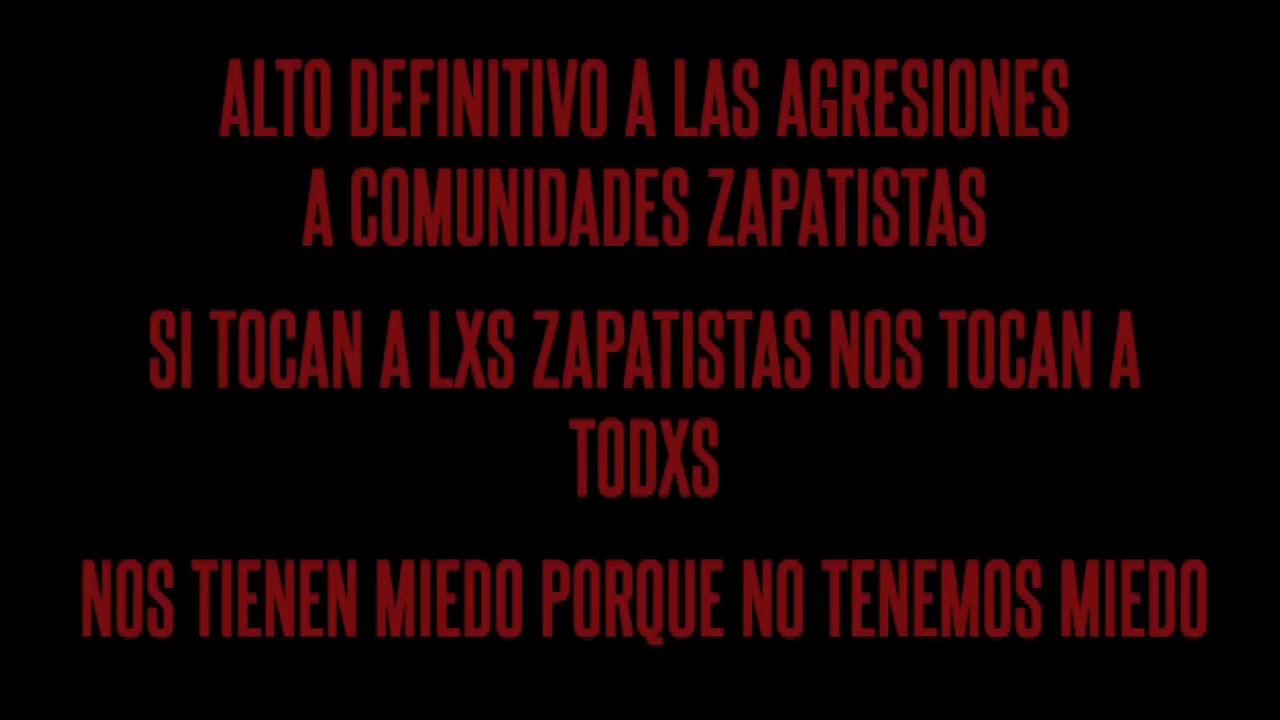 ALTO DEFINITIVO A LAS AGRESIONES
A COMUNIDADES ZAPATISTAS
SI TOCAN A LXS ZAPATISTAS NOS TOCAN A
TODXS
NOS TIENEN MIEDO PORQUE NO TENEMOS MIEDO